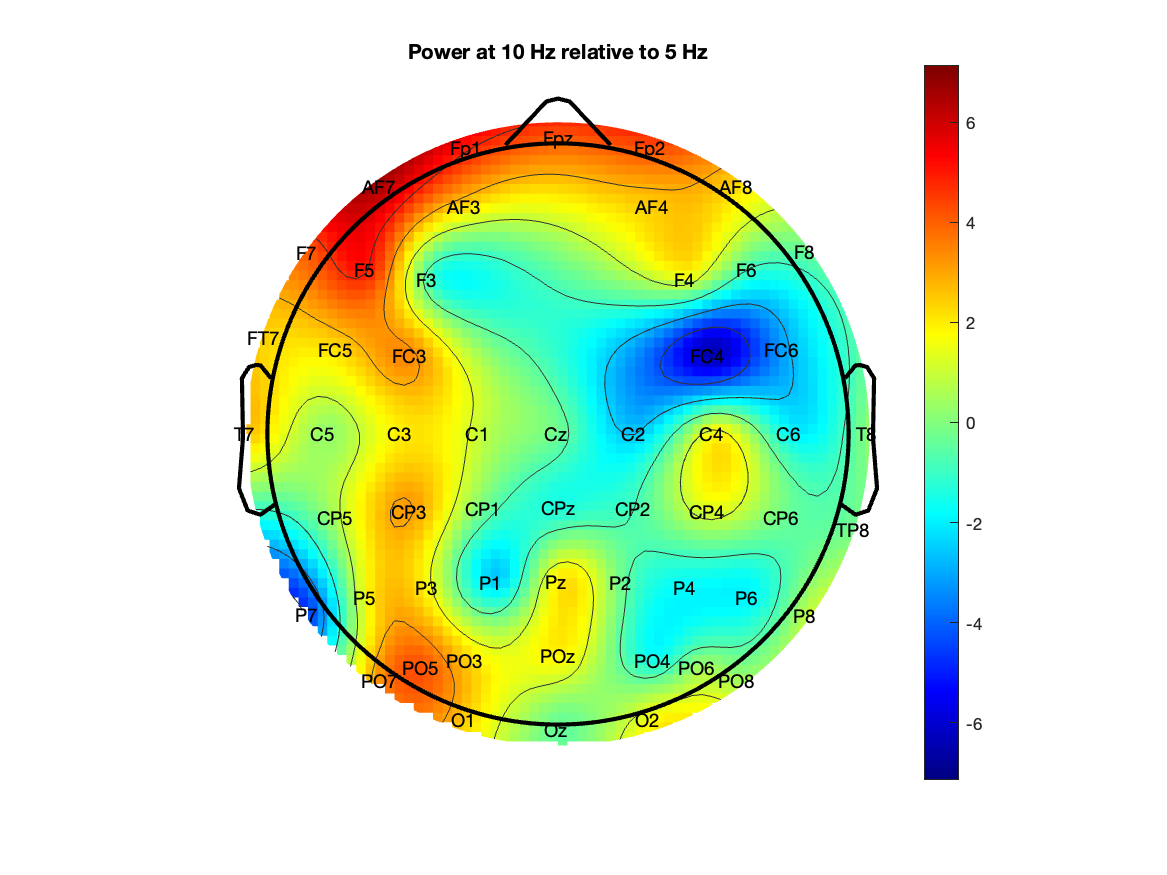 Power at 10 Hz relative to 5 Hz
Fp1 Fpz Fp2
AF7 AF8
AF3 AF4
F7 F8
F5 F3 F4 F6
FT7
FC5 FC3 FC4 FC6
T7 C5 C3 C1 Cz C2 C4 C6 T8
CP5 CP3 CP1 CPz CP2 CP4 CP6
TP8
P7 P5 P3 P1 Pz P2 P4 P6 P8
PO7 PO5 PO3 POz PO4 PO6 PO8
O1 Oz O2
6
4
2
0
-2
-4
-6